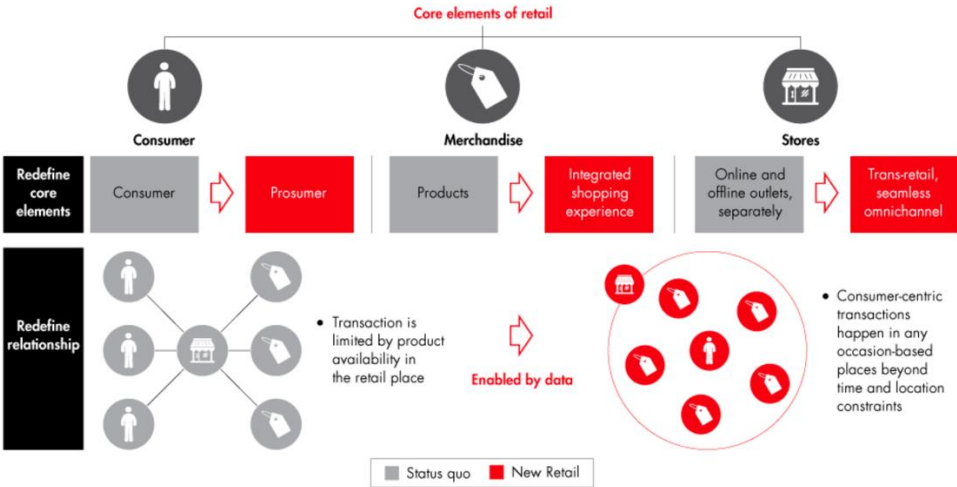 Core elements of retail
Consumer
Merchandise
Stores
Redefine
core
elements
Consumer
Prosumer
Products
Integrated
shopping
experience
Online and
offline outlets,
separately
Trans-retail,
seamless
omnichannel
Redefine
relationship
• Transaction is
limited by product
availability in
the retail place
Enabled by data
• Consumer-centric
transactions
happen in any
occasion-based
places beyond
time and location
constraints
Status quo
New Retail